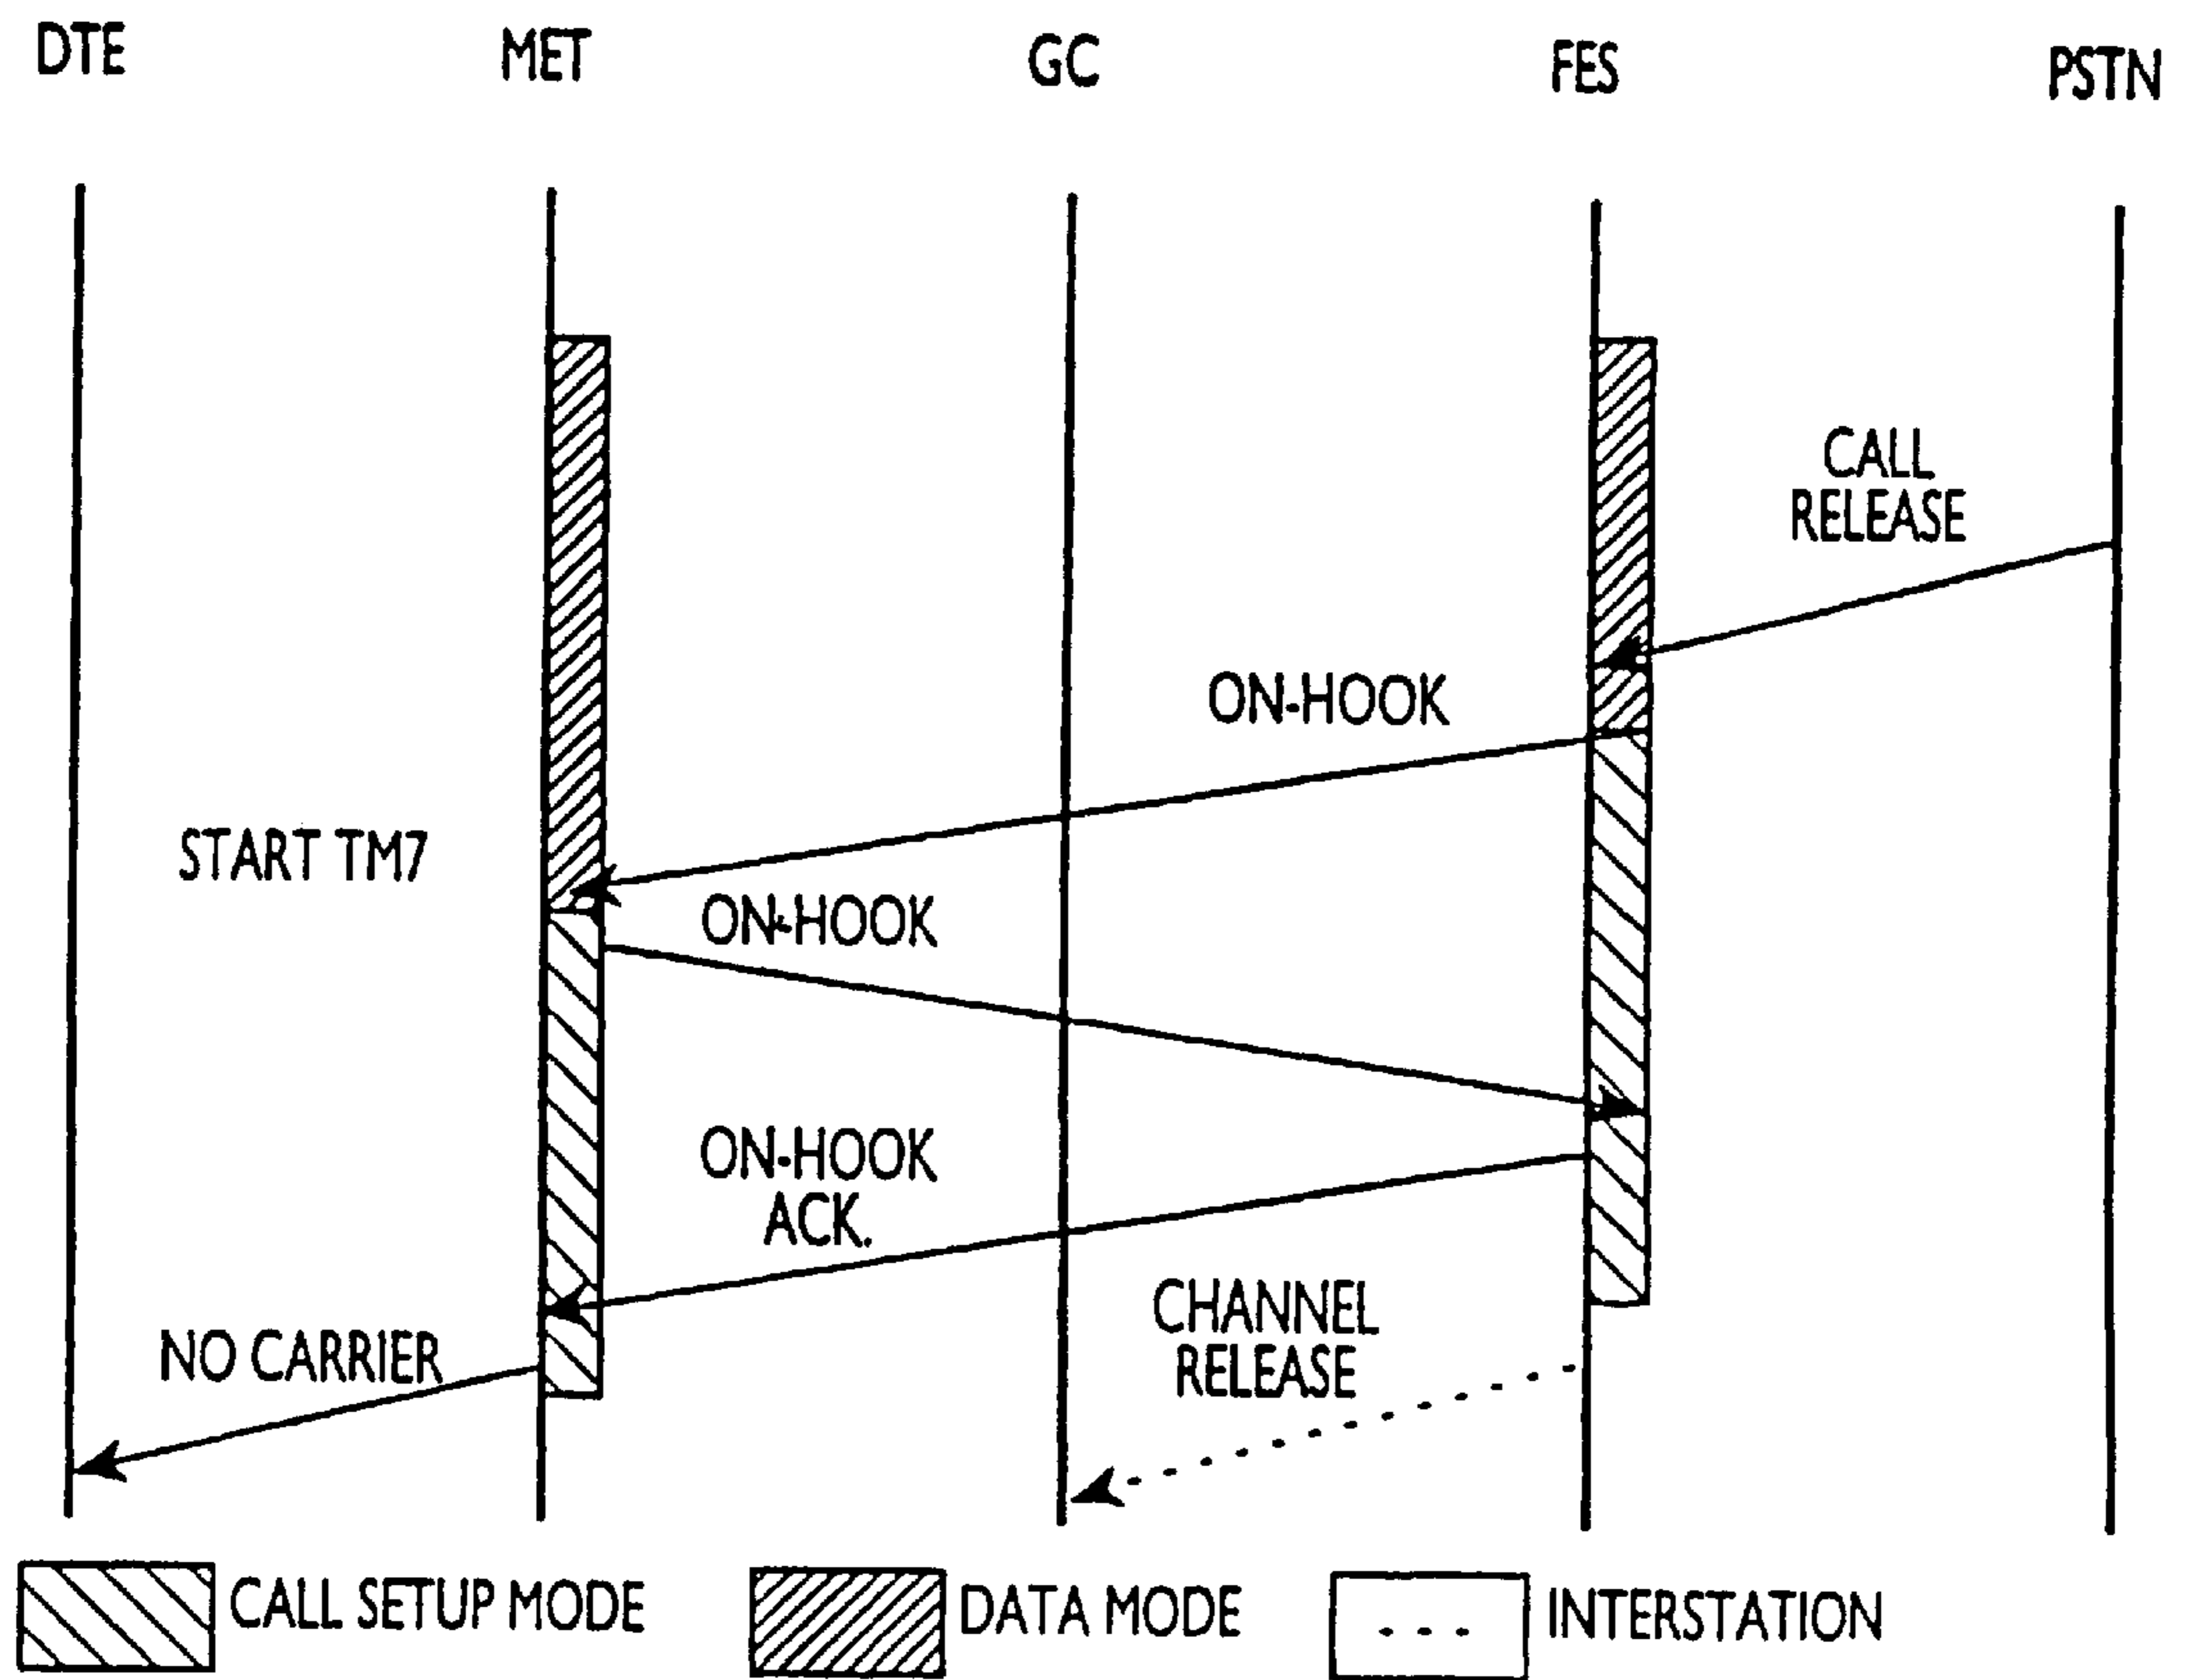 DTE
MET
GC
FES
PSTN
CALL
RELEASE
ON-HOOK
START TM7
ON-HOOK
ON-HOOK
ACK.
CHANNEL
RELEASE
NO CARRIER
CALL SETUP MODE
DATA MODE
INTERSTATION